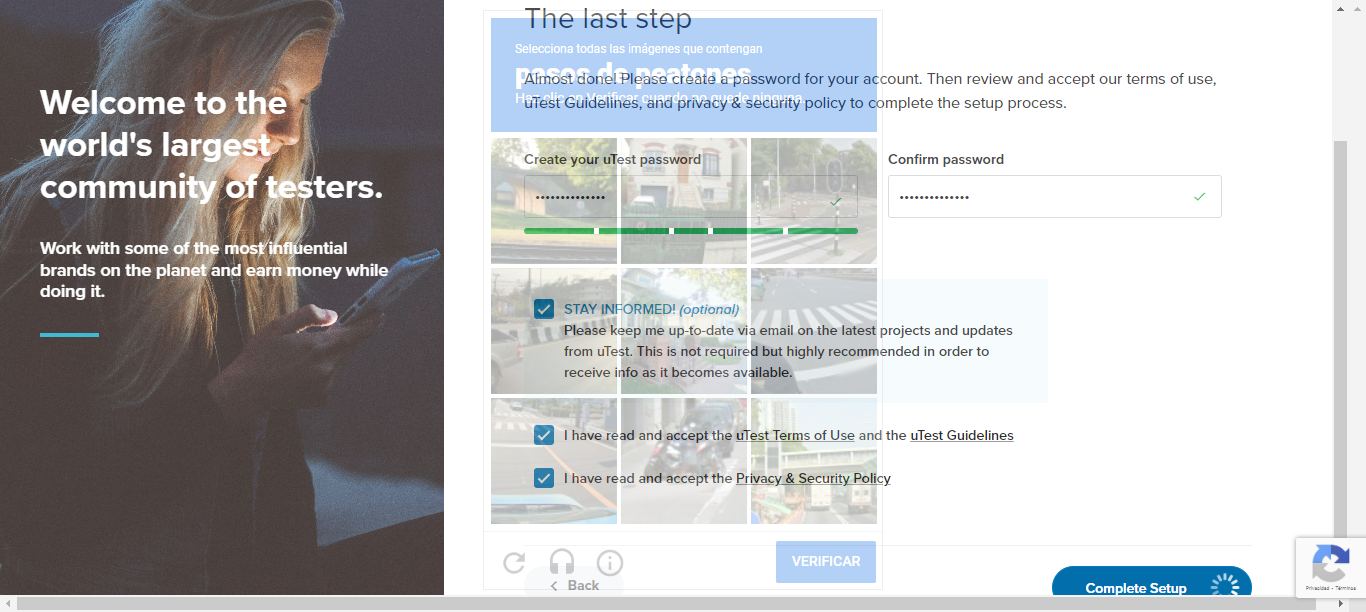 Welcome to the
world's largest
community of testers.
Work with some of the most influential
brands on the planet and earn money while
doing it.
The last step
Selecciona todas las imágenes que contengan
pasos de peatones
Haz clic en Verificar cuando no quede ninguna.
Almost done! Please create a password for your account. Then review and accept our terms of use,
uTest Guidelines, and privacy & security policy to complete the setup process.
Create your uTest password
Confirm password
STAY INFORMED! (optional)
Please keep me up-to-date via email on the latest projects and updates
from uTest. This is not required but highly recommended in order to
receive info as it becomes available.
I have read and accept the uTest Terms of Use and the uTest Guidelines
I have read and accept the Privacy & Security Policy
VERIFICAR
Back
Complete Setup
Privacidad - Términos